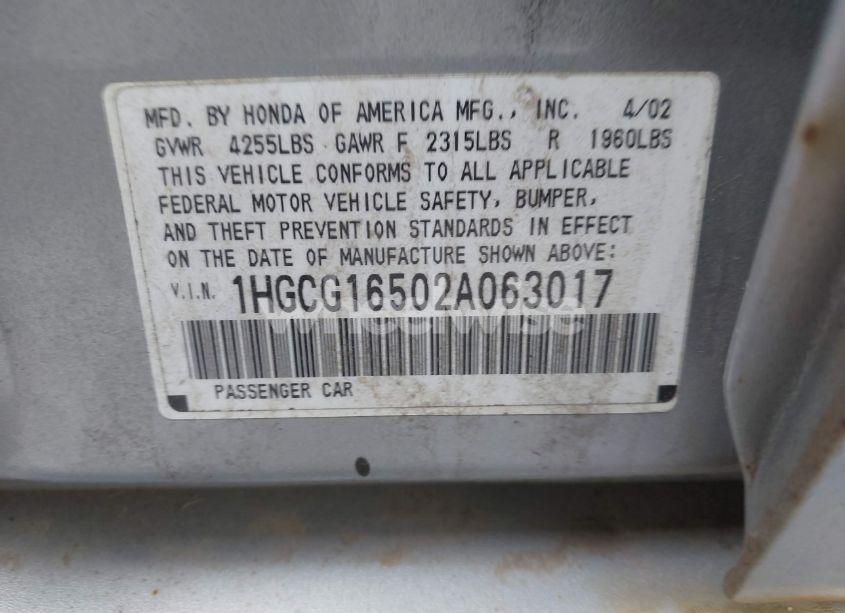 MFD. BY HONDA OF AMERICA MFG., INC. 4/02
GVWR 4255LBS GAWR F 2315LBS R 1960LBS
THIS VEHICLE CONFORMS TO ALL APPLICABLE
FEDERAL MOTOR VEHICLE SAFETY, BUMPER,
AND THEFT PREVENTION STANDARDS IN EFFECT
ON THE DATE OF MANUFACTURE SHOWN ABOVE:
V.I.N. 1HGCG16502A063017
wheelwise
PASSENGER CAR